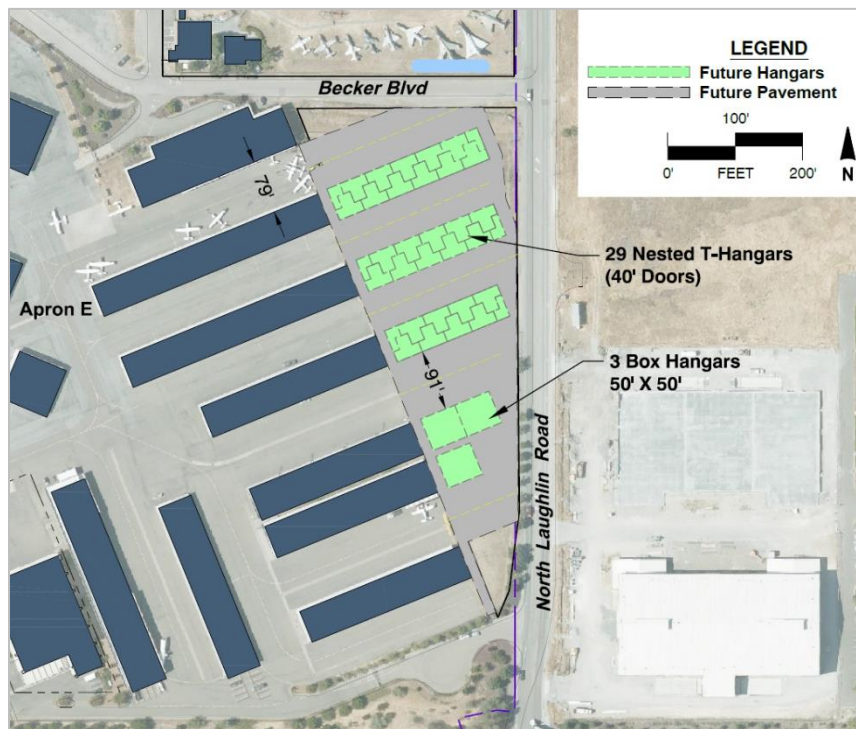 LEGEND
Future Hangars
Future Pavement
100'
0' FEET 200'
N
Becker Blvd
79'
29 Nested T-Hangars
(40' Doors)
Apron E
3 Box Hangars
50' X 50'
91'
North Laughlin Road